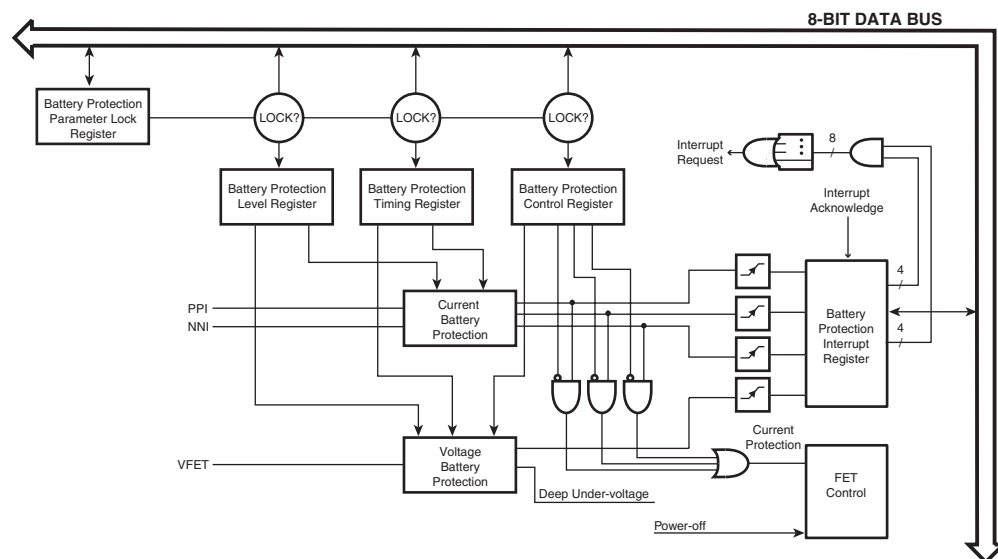 8-BIT DATA BUS
Battery Protection
Parameter Lock
Register
LOCK?
LOCK?
LOCK?
Interrupt
Request
8
Battery Protection
Level Register
Battery Protection
Timing Register
Battery Protection
Control Register
Interrupt
Acknowledge
4
PPI
NNI
Current
Battery
Protection
Battery
Protection
Interrupt
Register
4
Current
Protection
VFET
Voltage
Battery
Protection
FET
Control
Deep Under-voltage
Power-off